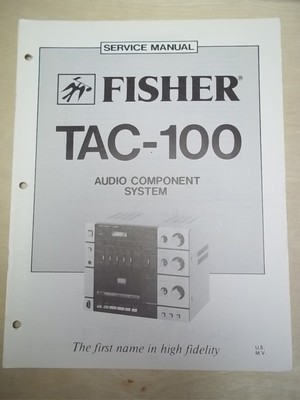 SERVICE MANUAL
FISHER®
TAC-100
AUDIO COMPONENT
SYSTEM
The first name in high fidelity
U.S.
M.V.